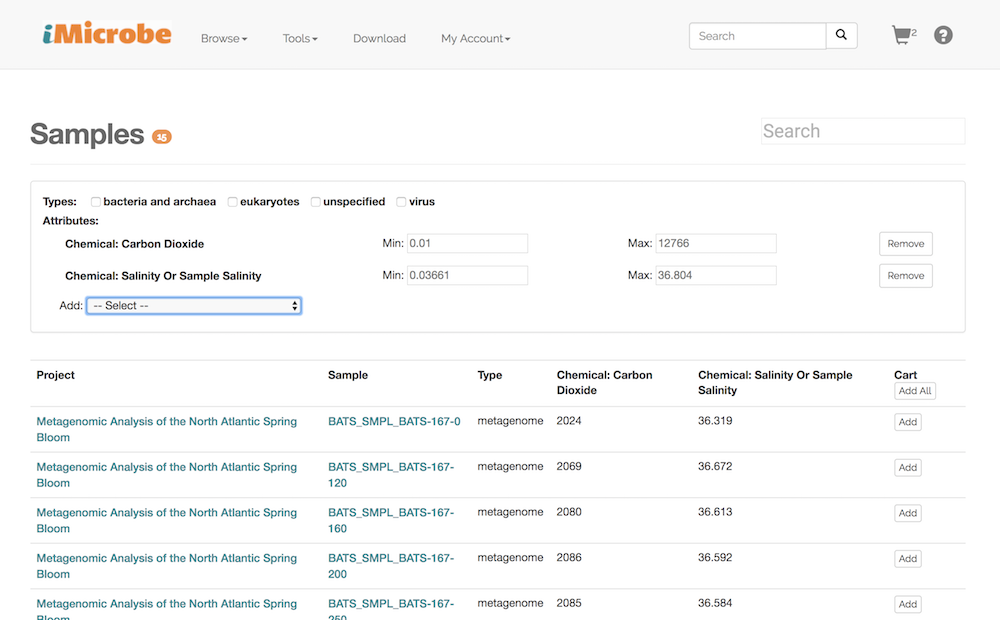 iMicrobe Browse Tools Download My Account Search 2 ?
Samples 15 Search
Types: bacteria and archaea eukaryotes unspecified virus
Attributes:
Chemical: Carbon Dioxide Min: 0.01 Max: 12766 Remove
Chemical: Salinity Or Sample Salinity Min: 0.03661 Max: 36.804 Remove
Add: -- Select --
Project Sample Type Chemical: Carbon Chemical: Salinity Or Sample Cart
Dioxide Salinity Add All
Metagenomic Analysis of the North Atlantic Spring BATS_SMPL_BATS-167-0 metagenome 2024 36.319 Add
Bloom
Metagenomic Analysis of the North Atlantic Spring BATS_SMPL_BATS-167- metagenome 2069 36.672 Add
Bloom 120
Metagenomic Analysis of the North Atlantic Spring BATS_SMPL_BATS-167- metagenome 2080 36.613 Add
Bloom 160
Metagenomic Analysis of the North Atlantic Spring BATS_SMPL_BATS-167- metagenome 2086 36.592 Add
Bloom 200
Metagenomic Analysis of the North Atlantic Spring BATS_SMPL_BATS-167- metagenome 2085 36.584 Add
Bloom 250